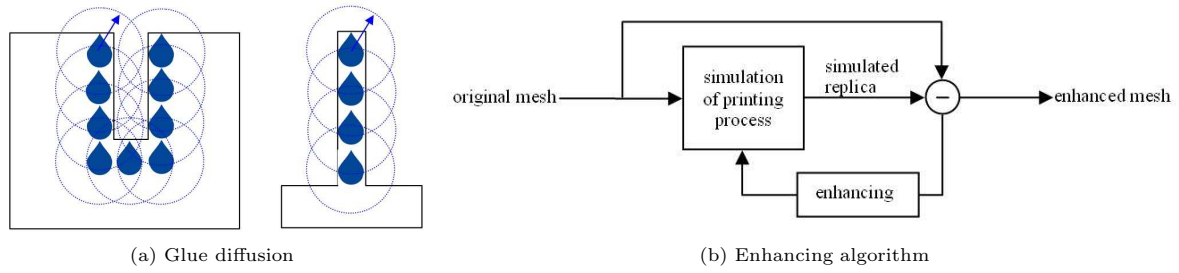 original mesh
simulation
of printing
process
simulated
replica
−
enhanced mesh
enhancing
(a) Glue diffusion
(b) Enhancing algorithm